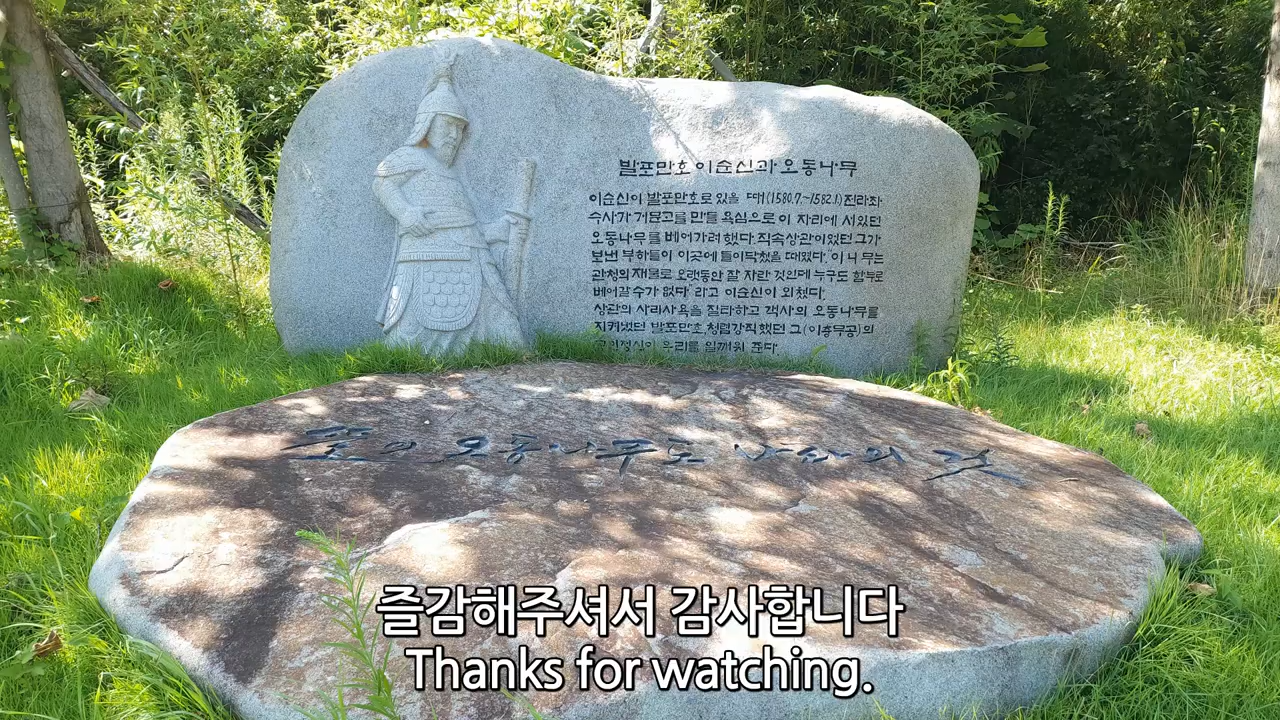 발포만호 이순신과 오동나무
이순신이 발포만호로 있을 때(1580.7~1582.1) 전라좌
수사가 거문고를 만들 욕심으로 이 자리에 서있던
오동나무를 베어가려 했다. 직속상관이었던 그가
보낸 부하들이 이곳에 들이닥쳤을 때였다. "이 나무는
관청의 재물로 오랫동안 잘 자란 것인데 누구도 함부로
베어갈 수가 없다" 라고 이순신이 외쳤다.
상관의 사리사욕을 질타하고 객사의 오동나무를
지켜냈던 발포만호, 청렴강직했던 그(이충무공)의
정신이 우리를 일깨워 준다.
오동나무도 나라의 것
즐감해주셔서 감사합니다
Thanks for watching.